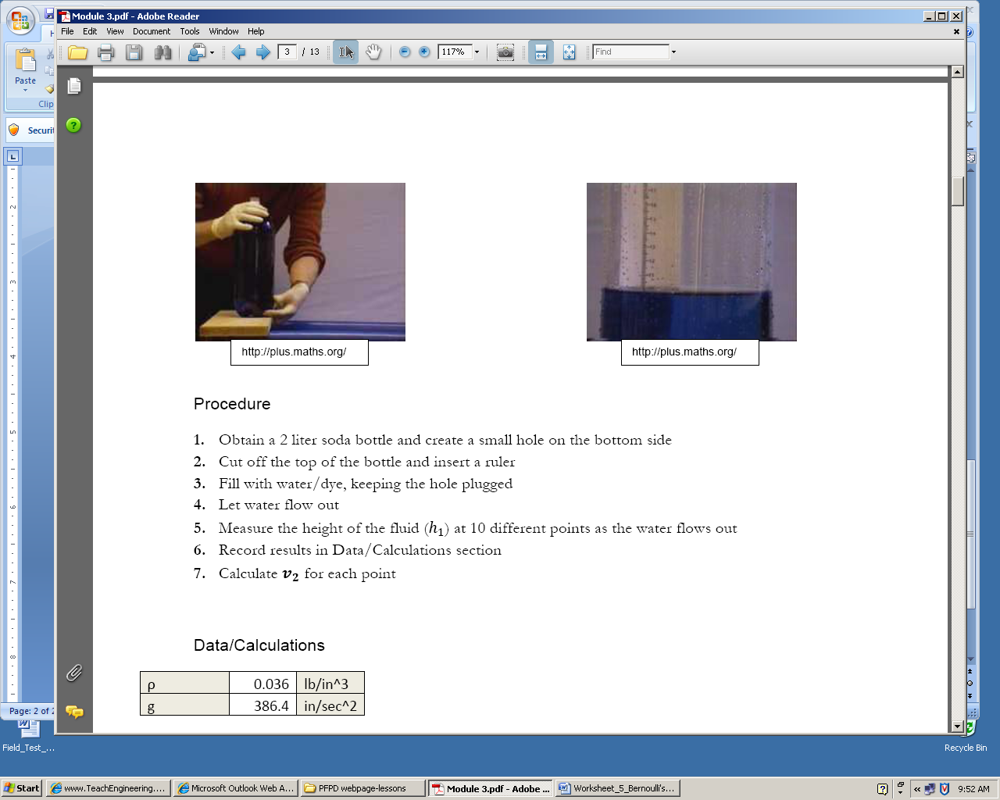 Module 3.pdf - Adobe Reader
File Edit View Document Tools Window Help
3 / 13 117% Find
Paste
Clip
Securit
http://plus.maths.org/ http://plus.maths.org/
Procedure
1. Obtain a 2 liter soda bottle and create a small hole on the bottom side
2. Cut off the top of the bottle and insert a ruler
3. Fill with water/dye, keeping the hole plugged
4. Let water flow out
5. Measure the height of the fluid (h₁) at 10 different points as the water flows out
6. Record results in Data/Calculations section
7. Calculate v₂ for each point
Data/Calculations
ρ 0.036 lb/in^3
g 386.4 in/sec^2
Page: 2 of 2
Field_Test_...
Recycle Bin
Start www.TeachEngineering.... Microsoft Outlook Web A... PFPD webpage-lessons Module 3.pdf - Adobe ... Worksheet_5_Bernoulli's... 9:52 AM